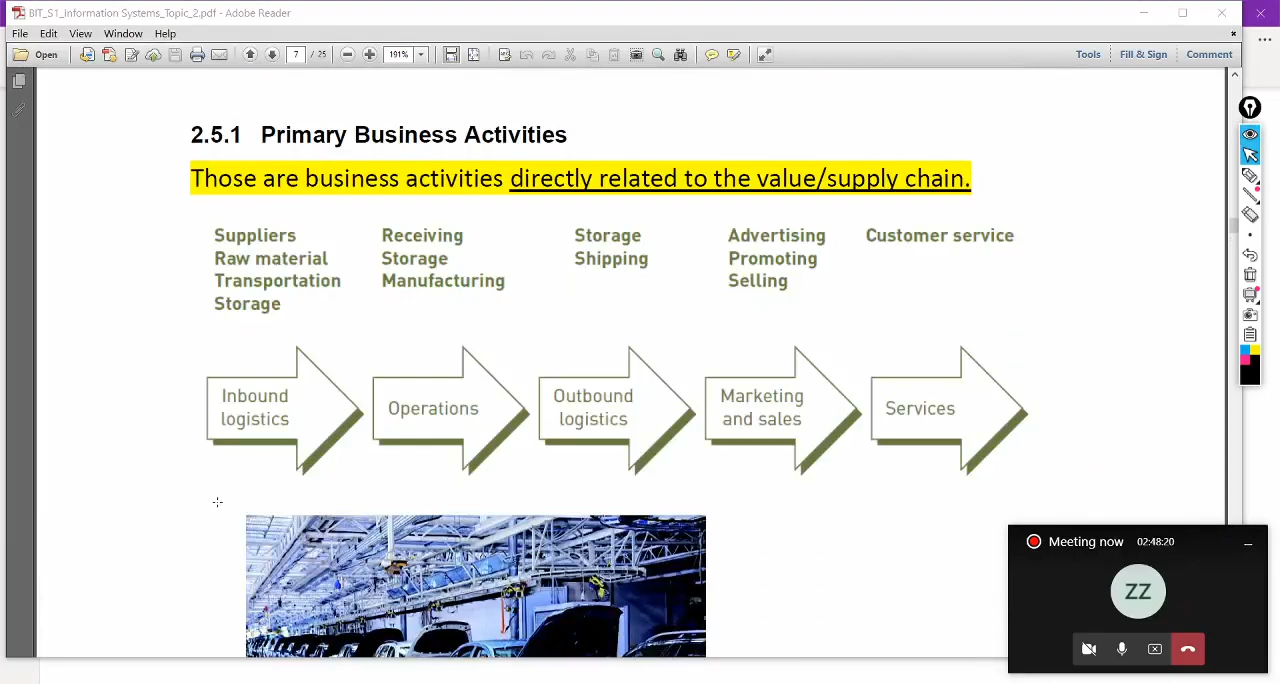 BIT_S1_Information Systems_Topic_2.pdf - Adobe Reader
File Edit View Window Help
Open 7 / 25 191% Tools Fill & Sign Comment
2.5.1 Primary Business Activities
Those are business activities directly related to the value/supply chain.
Suppliers
Raw material
Transportation
Storage
Receiving
Storage
Manufacturing
Storage
Shipping
Advertising
Promoting
Selling
Customer service
Inbound
logistics
Operations
Outbound
logistics
Marketing
and sales
Services
Meeting now 02:48:20
ZZ